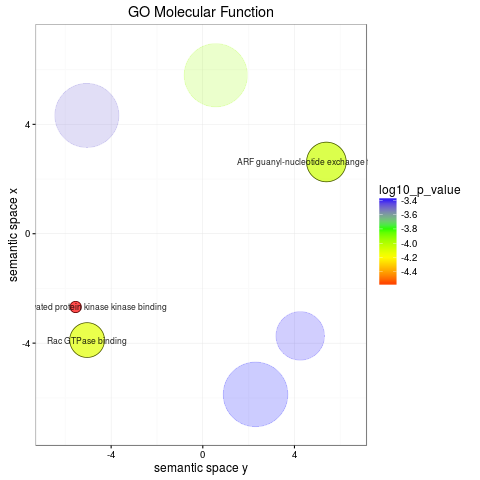 GO Molecular Function
semantic space x
4
0
-4
ARF guanyl-nucleotide exchange
protein kinase kinase binding
Rac GTPase binding
-4
0
4
semantic space y
log10_p_value
-3.4
-3.6
-3.8
-4.0
-4.2
-4.4